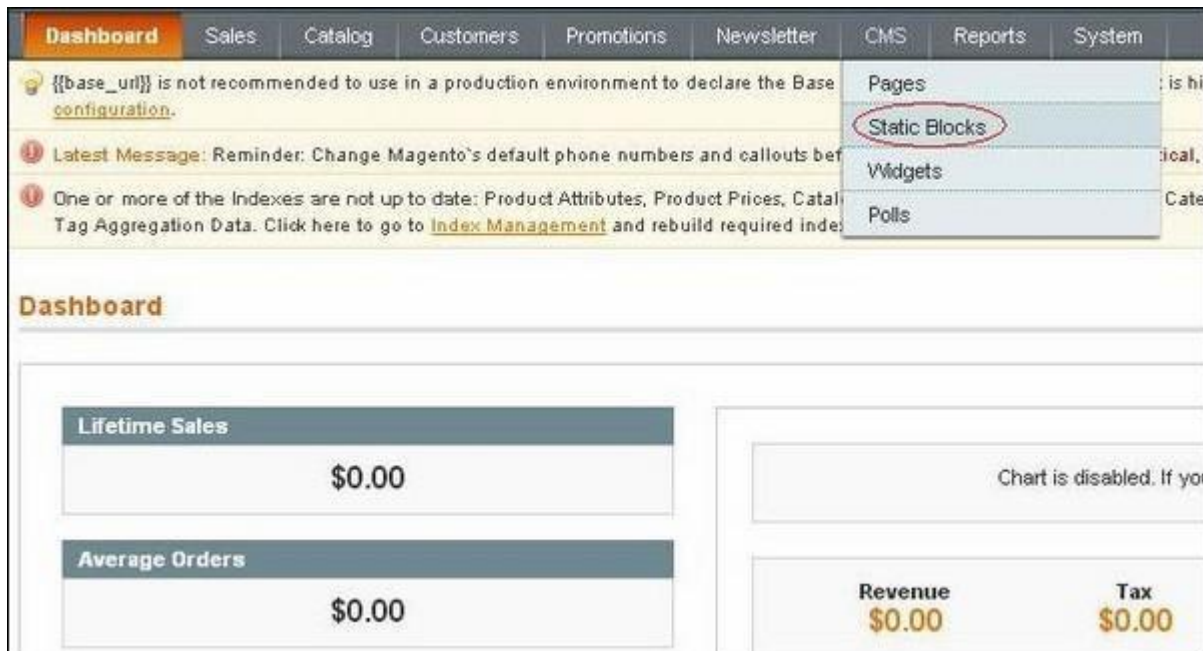 Dashboard Sales Catalog Customers Promotions Newsletter CMS Reports System
{{base_url}} is not recommended to use in a production environment to declare the Base
configuration.
Latest Message: Reminder: Change Magento`s default phone numbers and callouts bef
One or more of the Indexes are not up to date: Product Attributes, Product Prices, Catal
Tag Aggregation Data. Click here to go to Index Management and rebuild required inde
Pages
Static Blocks
Widgets
Polls
is hi
ical,
Cate
Dashboard
Lifetime Sales
$0.00
Average Orders
$0.00
Chart is disabled. If yo
Revenue Tax
$0.00 $0.00